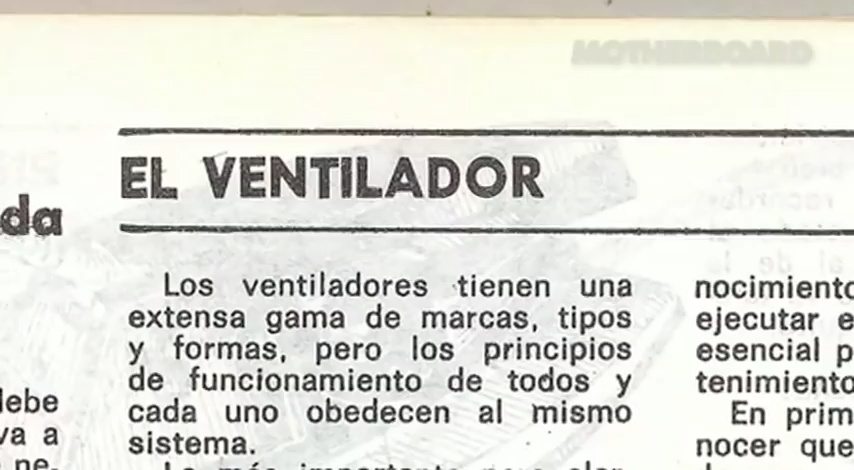 MOTHERBOARD
EL VENTILADOR
da
Los ventiladores tienen una
extensa gama de marcas, tipos
y formas, pero los principios
de funcionamiento de todos y
cada uno obedecen al mismo
sistema.
nocimiento
ejecutar e
esencial p
tenimiento
En prim
nocer que
debe
va a
ne.